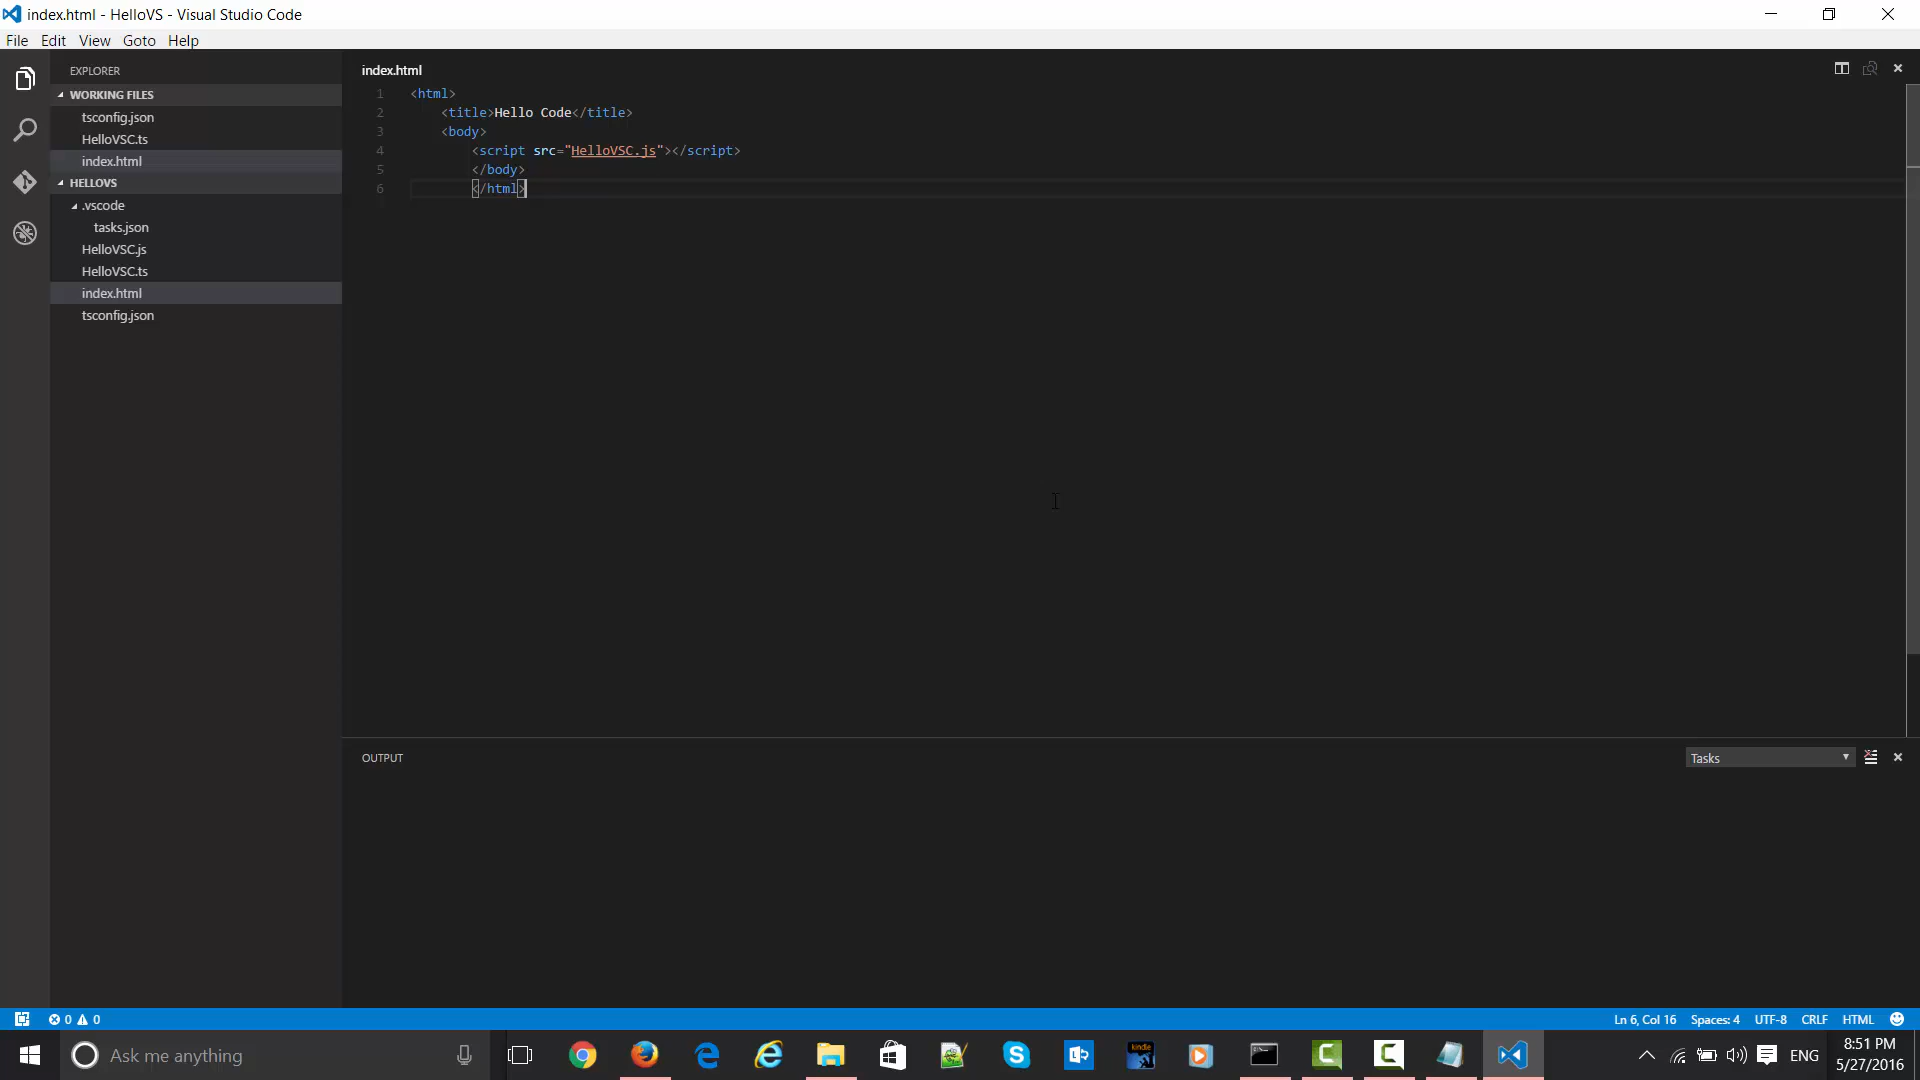 index.html - HelloVS - Visual Studio Code
File Edit View Goto Help
EXPLORER
WORKING FILES
tsconfig.json
HelloVSC.ts
index.html
HELLOVS
.vscode
tasks.json
HelloVSC.js
HelloVSC.ts
index.html
tsconfig.json
index.html
1 <html>
2 <title>Hello Code</title>
3 <body>
4 <script src="HelloVSC.js"></script>
5 </body>
6 </html>
OUTPUT
Tasks
0 0
Ln 6, Col 16 Spaces: 4 UTF-8 CRLF HTML
Ask me anything
kindle
ENG
8:51 PM
5/27/2016